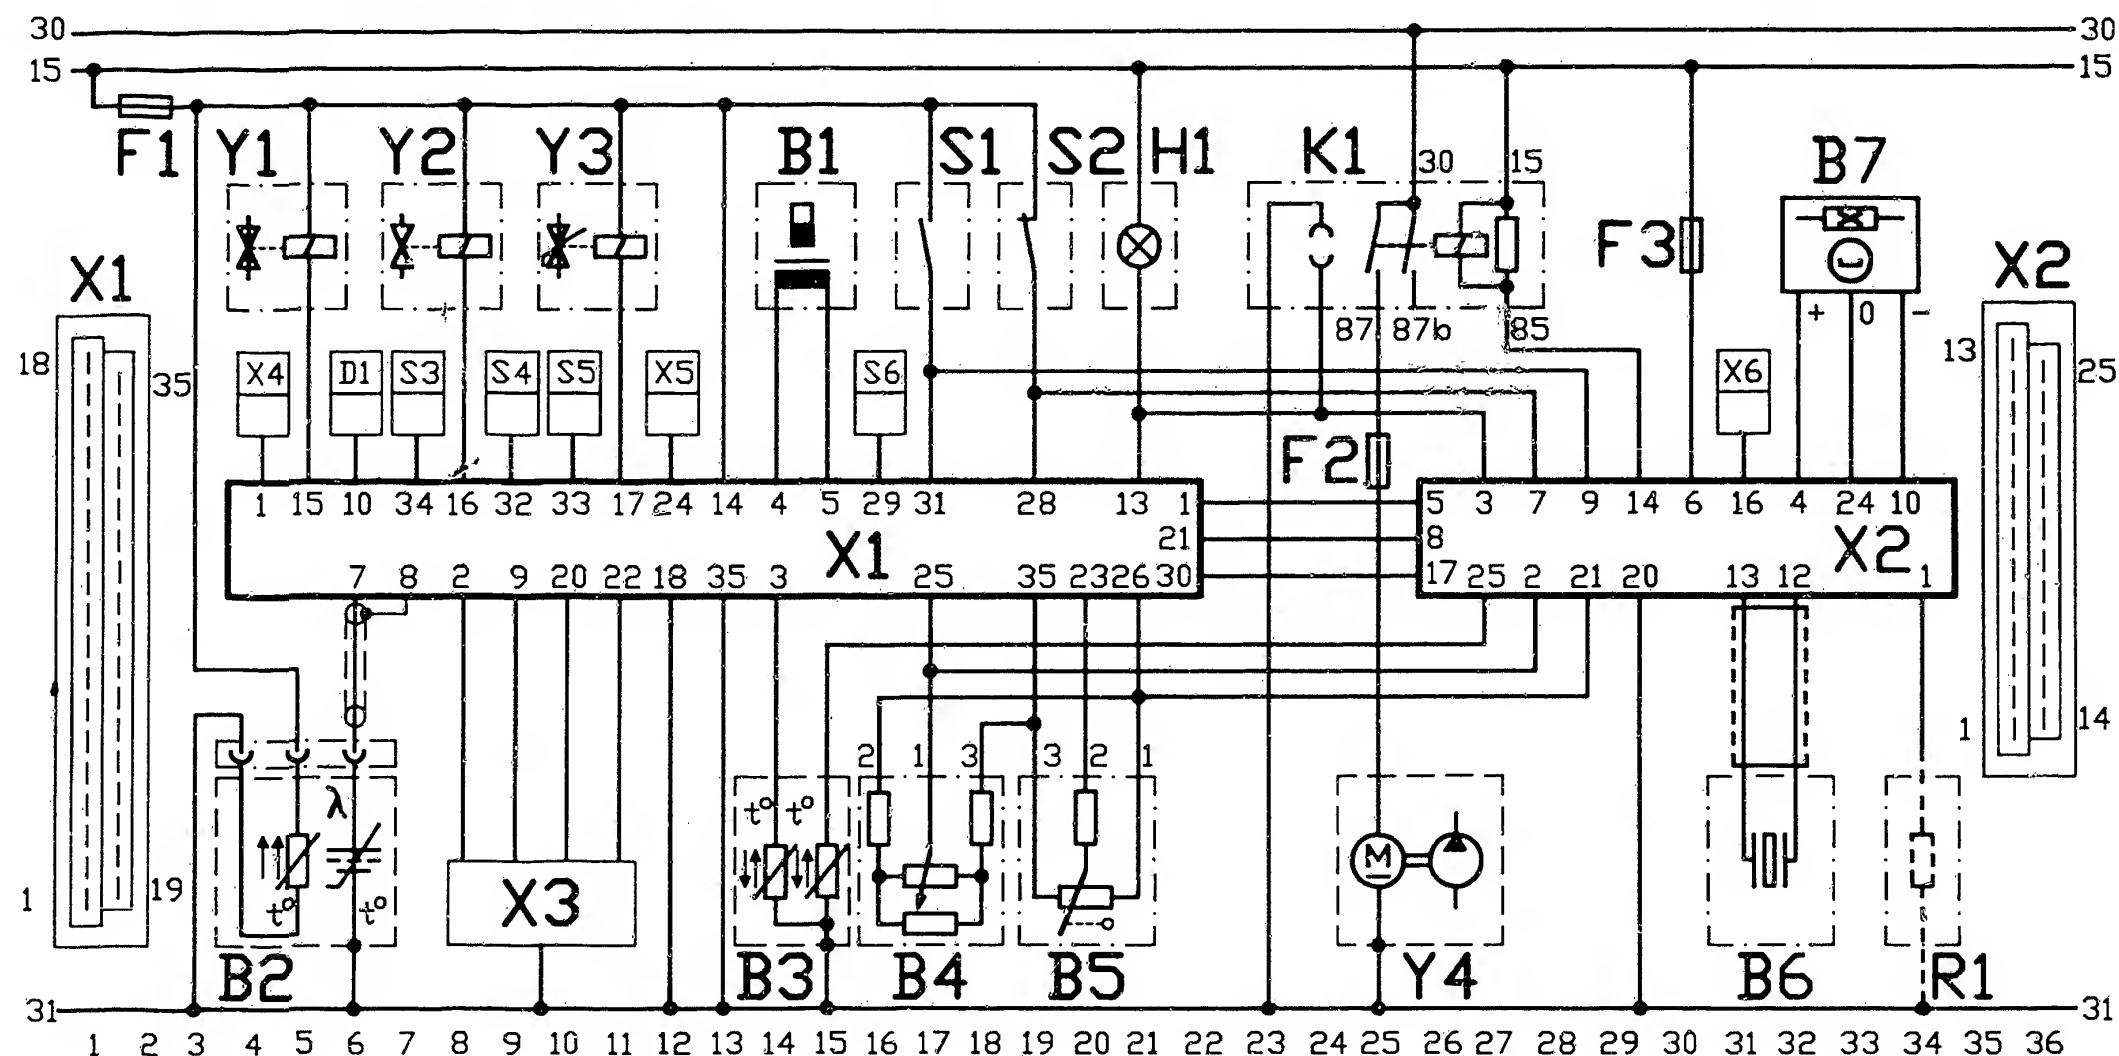 30 30
15 15
F1 Y1 Y2 Y3 B1 S1 S2 H1 K1 30 15 B7
F3
X1 X2
+ 0 -
87 87b 85
18 35 X4 D1 S3 S4 S5 X5 S6 X6 13 25
F2
1 15 10 34 16 32 33 17 24 14 4 5 29 31 28 13 1 5 3 7 9 14 6 16 4 24 10
21 8
X1 X2
7 8 2 9 20 22 18 35 3 25 35 23 26 30 17 25 2 21 20 13 12 1
1 14
2 1 3 3 2 1
λ t° t°
1 19 t° t° X3
B2 B3 B4 M B5 Y4 B6 R1
31 31
1 2 3 4 5 6 7 8 9 10 11 12 13 14 15 16 17 18 19 20 21 22 23 24 25 26 27 28 29 30 31 32 33 34 35 36